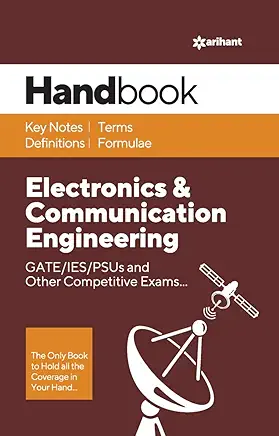 arihant
Handbook
Key Notes | Terms
Definitions | Formulae
Electronics &
Communication
Engineering
GATE/IES/PSUs and
Other Competitive Exams...
The Only Book
to Hold all the
Coverage in
Your Hand...